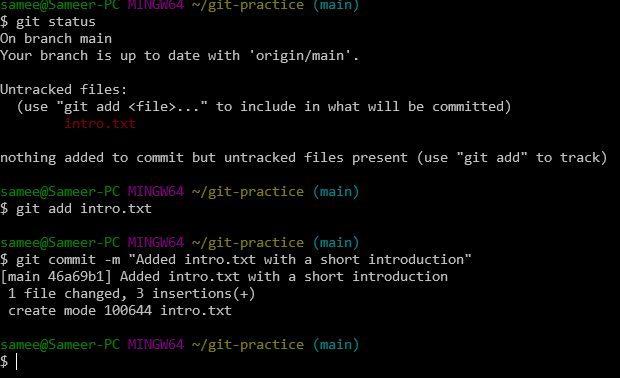 samee@Sameer-PC MINGW64 ~/git-practice (main)
$ git status
On branch main
Your branch is up to date with 'origin/main'.
Untracked files:
  (use "git add <file>..." to include in what will be committed)
        intro.txt
nothing added to commit but untracked files present (use "git add" to track)
samee@Sameer-PC MINGW64 ~/git-practice (main)
$ git add intro.txt
samee@Sameer-PC MINGW64 ~/git-practice (main)
$ git commit -m "Added intro.txt with a short introduction"
[main 46a69b1] Added intro.txt with a short introduction
 1 file changed, 3 insertions(+)
 create mode 100644 intro.txt
samee@Sameer-PC MINGW64 ~/git-practice (main)
$